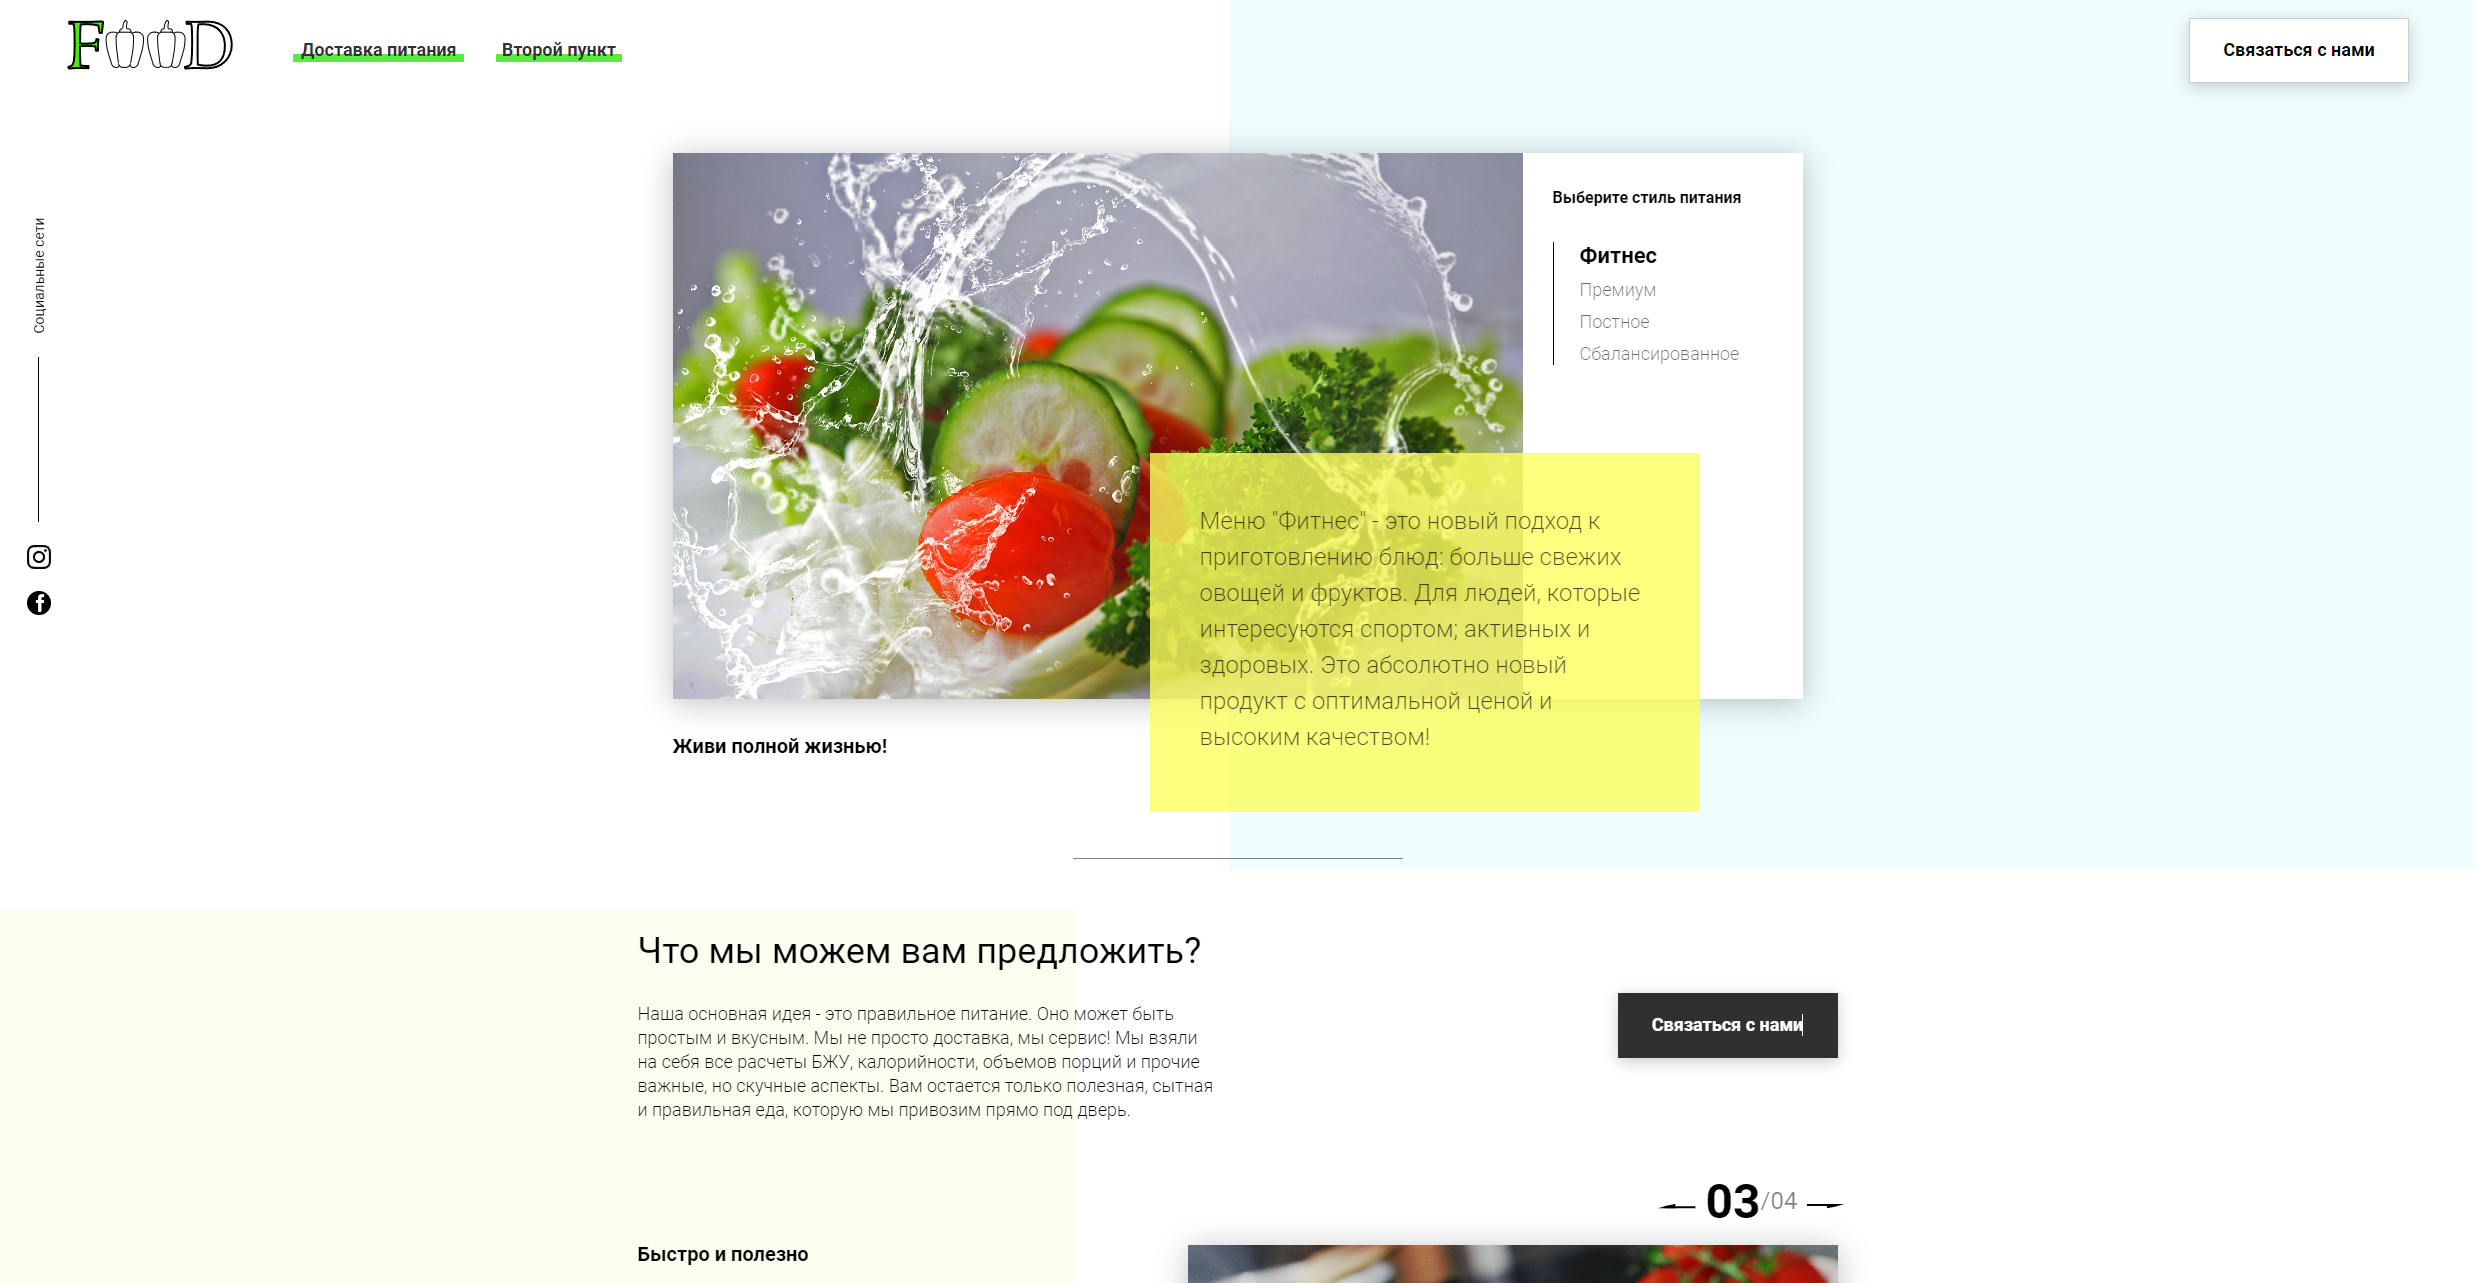 FOOD
Доставка питания
Второй пункт
Связаться с нами
Социальные сети
Выберите стиль питания
Фитнес
Премиум
Постное
Сбалансированное
Меню "Фитнес" - это новый подход к
приготовлению блюд: больше свежих
овощей и фруктов. Для людей, которые
интересуются спортом; активных и
здоровых. Это абсолютно новый
продукт с оптимальной ценой и
высоким качеством!
Живи полной жизнью!
Что мы можем вам предложить?
Наша основная идея - это правильное питание. Оно может быть
простым и вкусным. Мы не просто доставка, мы сервис! Мы взяли
на себя все расчеты БЖУ, калорийности, объемов порций и прочие
важные, но скучные аспекты. Вам остается только полезная, сытная
и правильная еда, которую мы привозим прямо под дверь.
Связаться с нами
03/04
Быстро и полезно